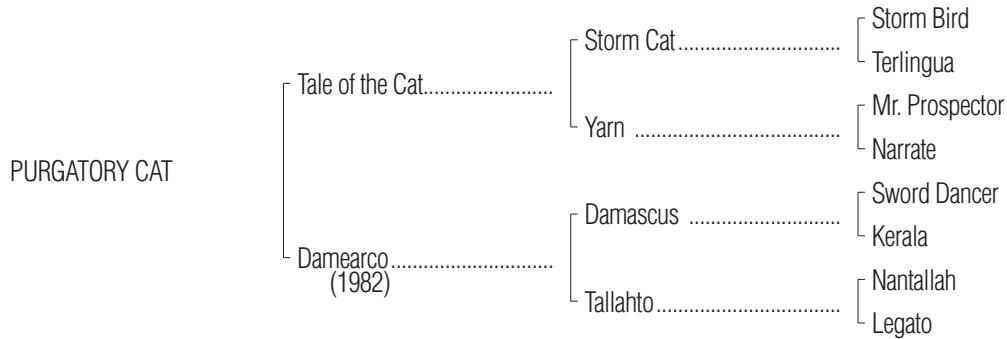 Storm Bird
Storm Cat..............................
Terlingua
Tale of the Cat........................
Mr. Prospector
Yarn ......................................
Narrate
PURGATORY CAT
Sword Dancer
Damascus ............................
Kerala
Damearco..............................
(1982)
Nantallah
Tallahto..................................
Legato